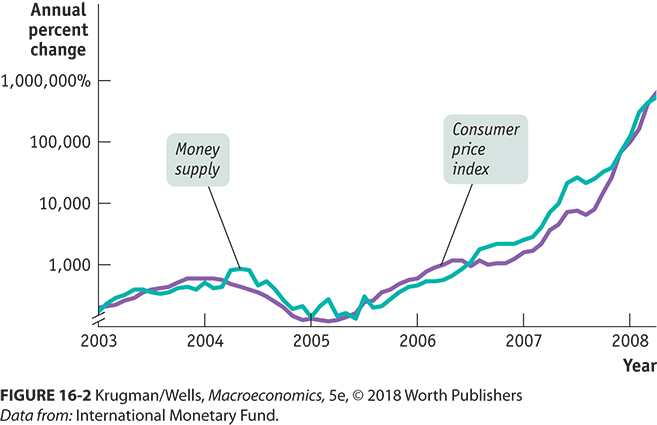 Annual
percent
change
1,000,000%
100,000
10,000
1,000
Money
supply
Consumer
price
index
2003
2004
2005
2006
2007
2008
Year
FIGURE 16-2 Krugman/Wells, Macroeconomics, 5e, © 2018 Worth Publishers
Data from: International Monetary Fund.